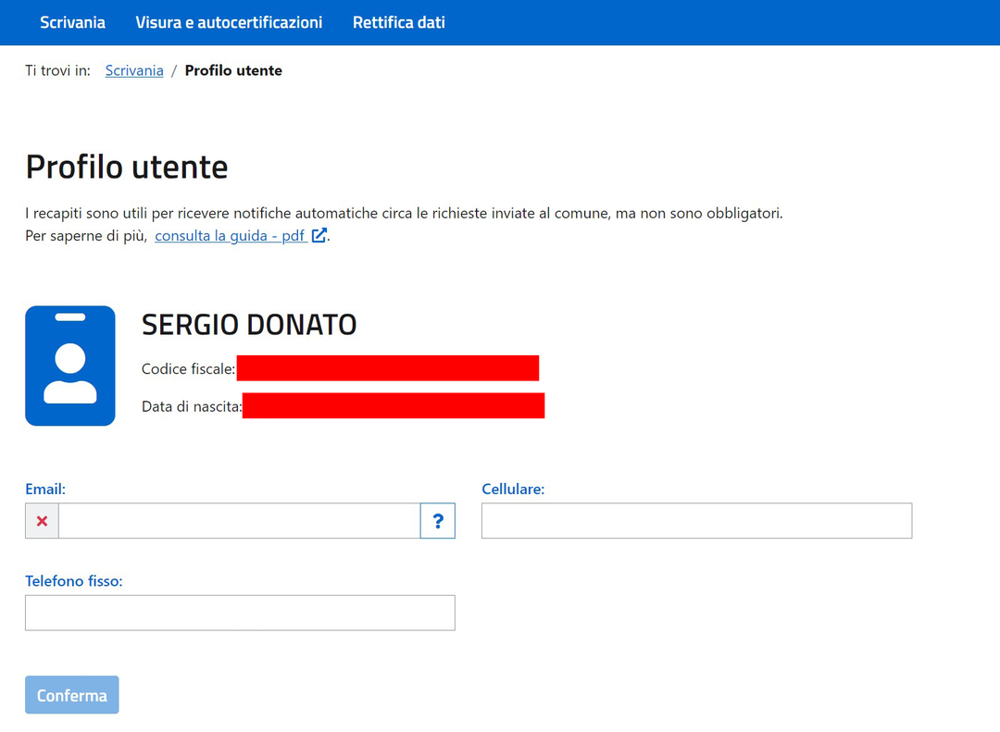 Scrivania Visura e autocertificazioni Rettifica dati
Ti trovi in: Scrivania / Profilo utente
Profilo utente
I recapiti sono utili per ricevere notifiche automatiche circa le richieste inviate al comune, ma non sono obbligatori.
Per saperne di più, consulta la guida - pdf .
SERGIO DONATO
Codice fiscale:
Data di nascita:
Email: Cellulare:
?
Telefono fisso:
Conferma